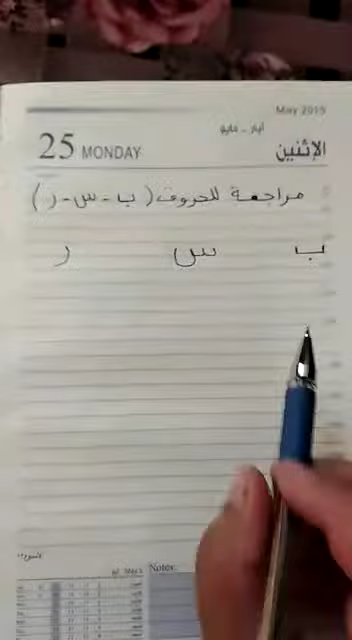 May 2015
أيار - مايو
25 MONDAY الإثنين
مراجعة للحروف (ب - س - ر)
ب س ر
Notes: